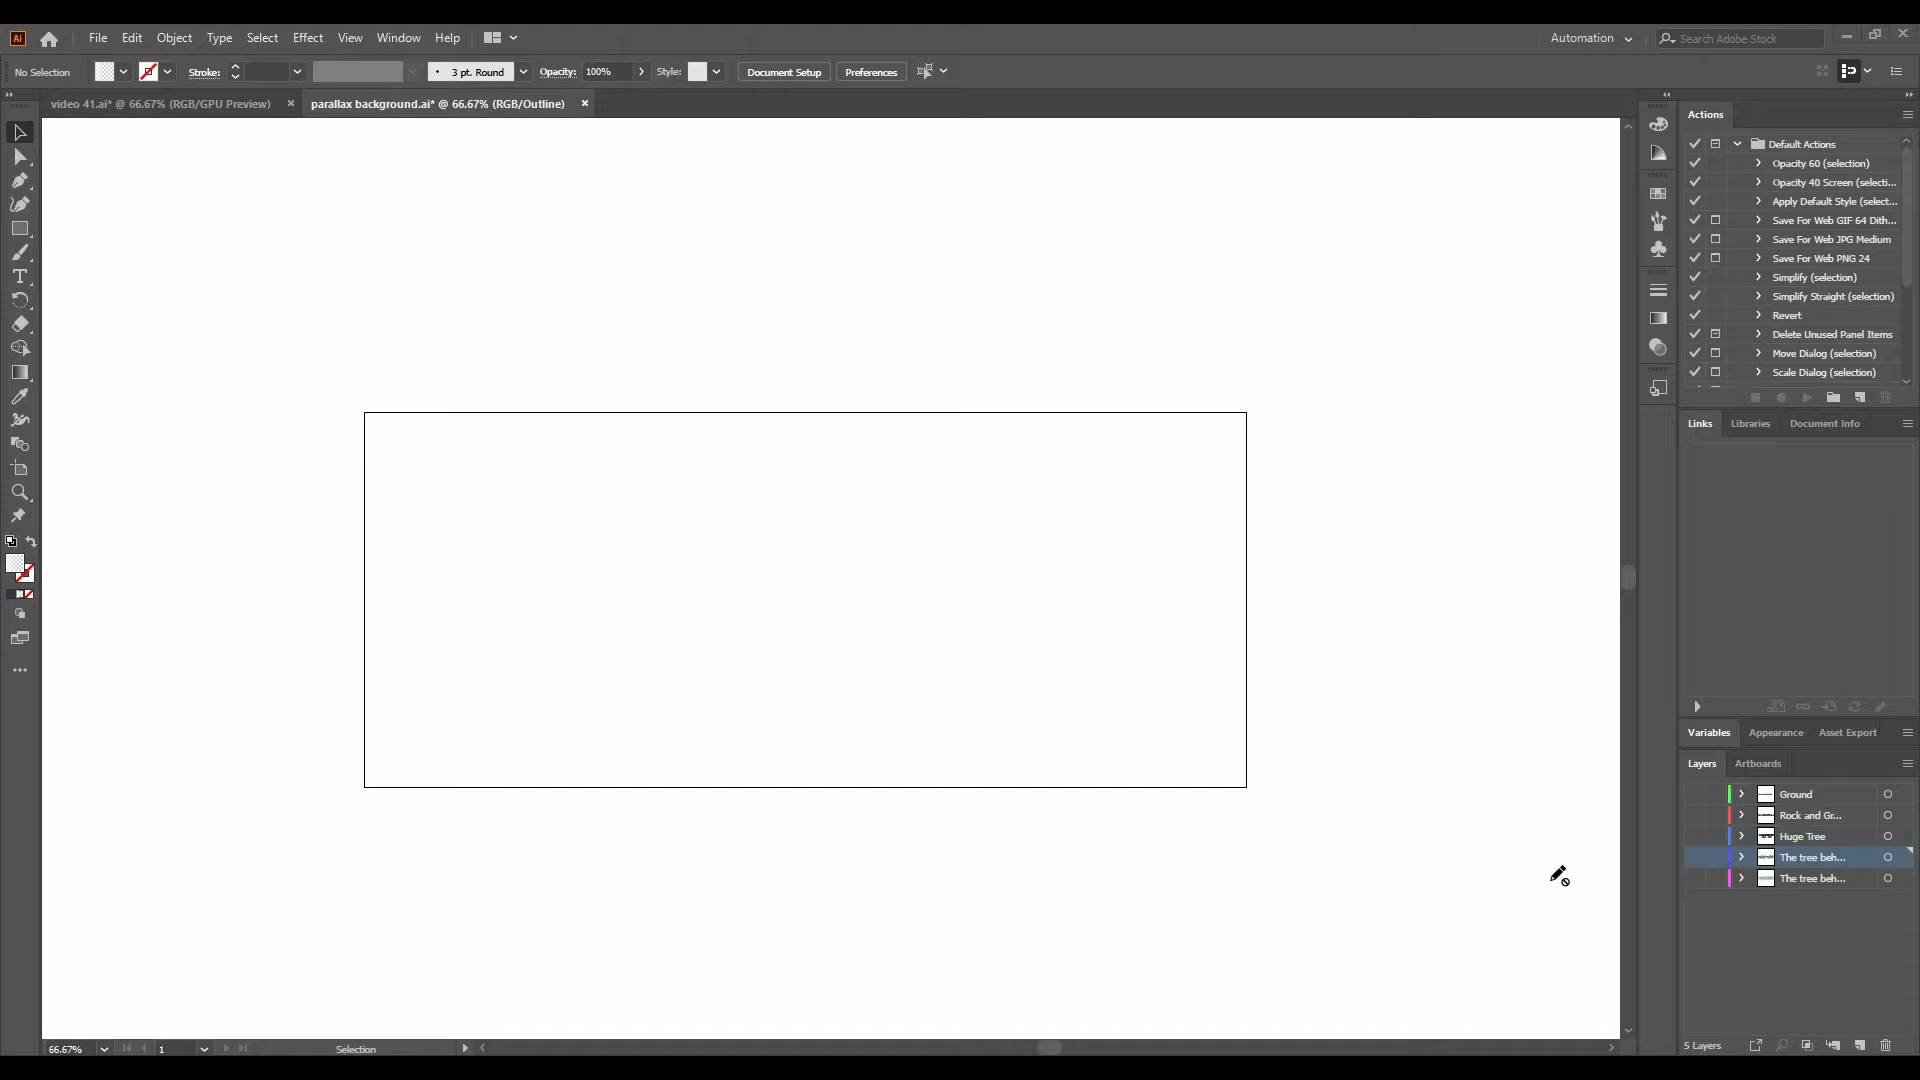 Ai File Edit Object Type Select Effect View Window Help Automation Search Adobe Stock
No Selection Stroke: 3 pt. Round Opacity: 100% Style: Document Setup Preferences
video 41.ai* @ 66.67% (RGB/GPU Preview) × parallax background.ai* @ 66.67% (RGB/Outline) ×
Actions
Default Actions
Opacity 60 (selection)
Opacity 40 Screen (selecti...
Apply Default Style (select...
Save For Web GIF 64 Dith...
Save For Web JPG Medium
Save For Web PNG 24
Simplify (selection)
Simplify Straight (selection)
Revert
Delete Unused Panel Items
Move Dialog (selection)
Scale Dialog (selection)
Links Libraries Document Info
Variables Appearance Asset Export
Layers Artboards
Ground
Rock and Gr...
Huge Tree
The tree beh...
The tree beh...
5 Layers
66.67% 1 Selection